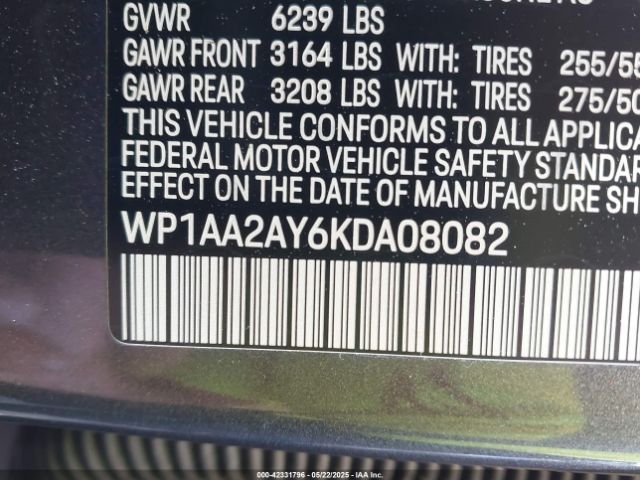 GVWR 6239 LBS
GAWR FRONT 3164 LBS WITH: TIRES 255/55
GAWR REAR 3208 LBS WITH: TIRES 275/50
THIS VEHICLE CONFORMS TO ALL APPLICA
FEDERAL MOTOR VEHICLE SAFETY STANDAR
EFFECT ON THE DATE OF MANUFACTURE SH
WP1AA2AY6KDA08082
000-42331796 - 05/22/2025 - IAAI.COM